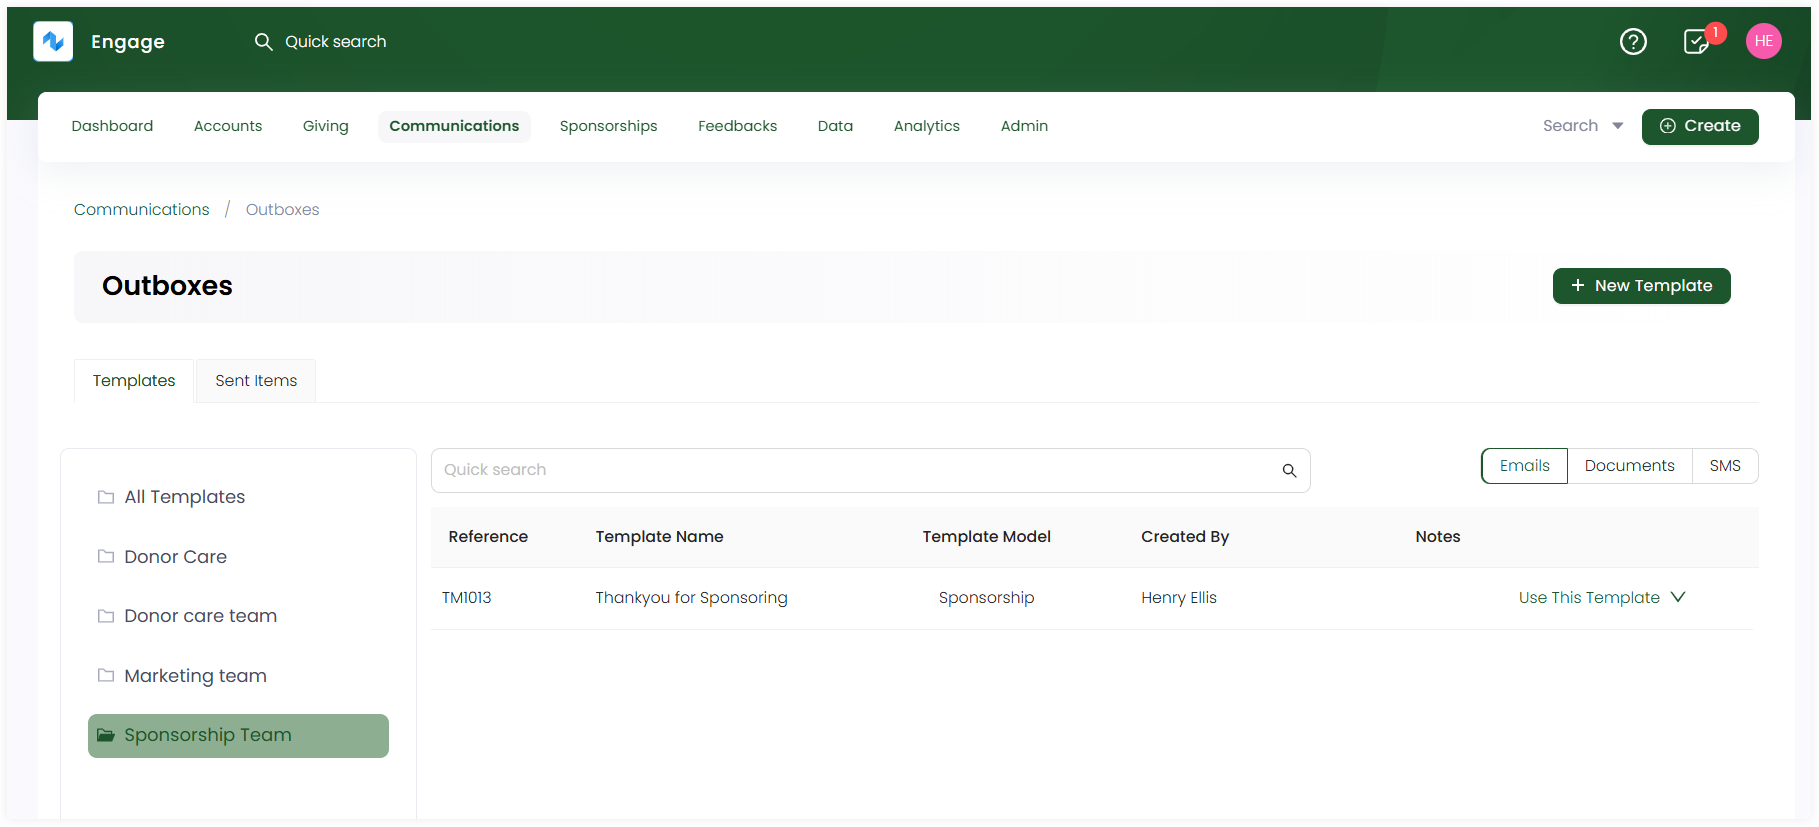 Engage
Quick search
1
HE
Dashboard Accounts Giving Communications Sponsorships Feedbacks Data Analytics Admin Search Create
Communications / Outboxes
Outboxes
+ New Template
Templates Sent Items
All Templates
Donor Care
Donor care team
Marketing team
Sponsorship Team
Quick search
Emails Documents SMS
Reference Template Name Template Model Created By Notes
TM1013 Thankyou for Sponsoring Sponsorship Henry Ellis Use This Template